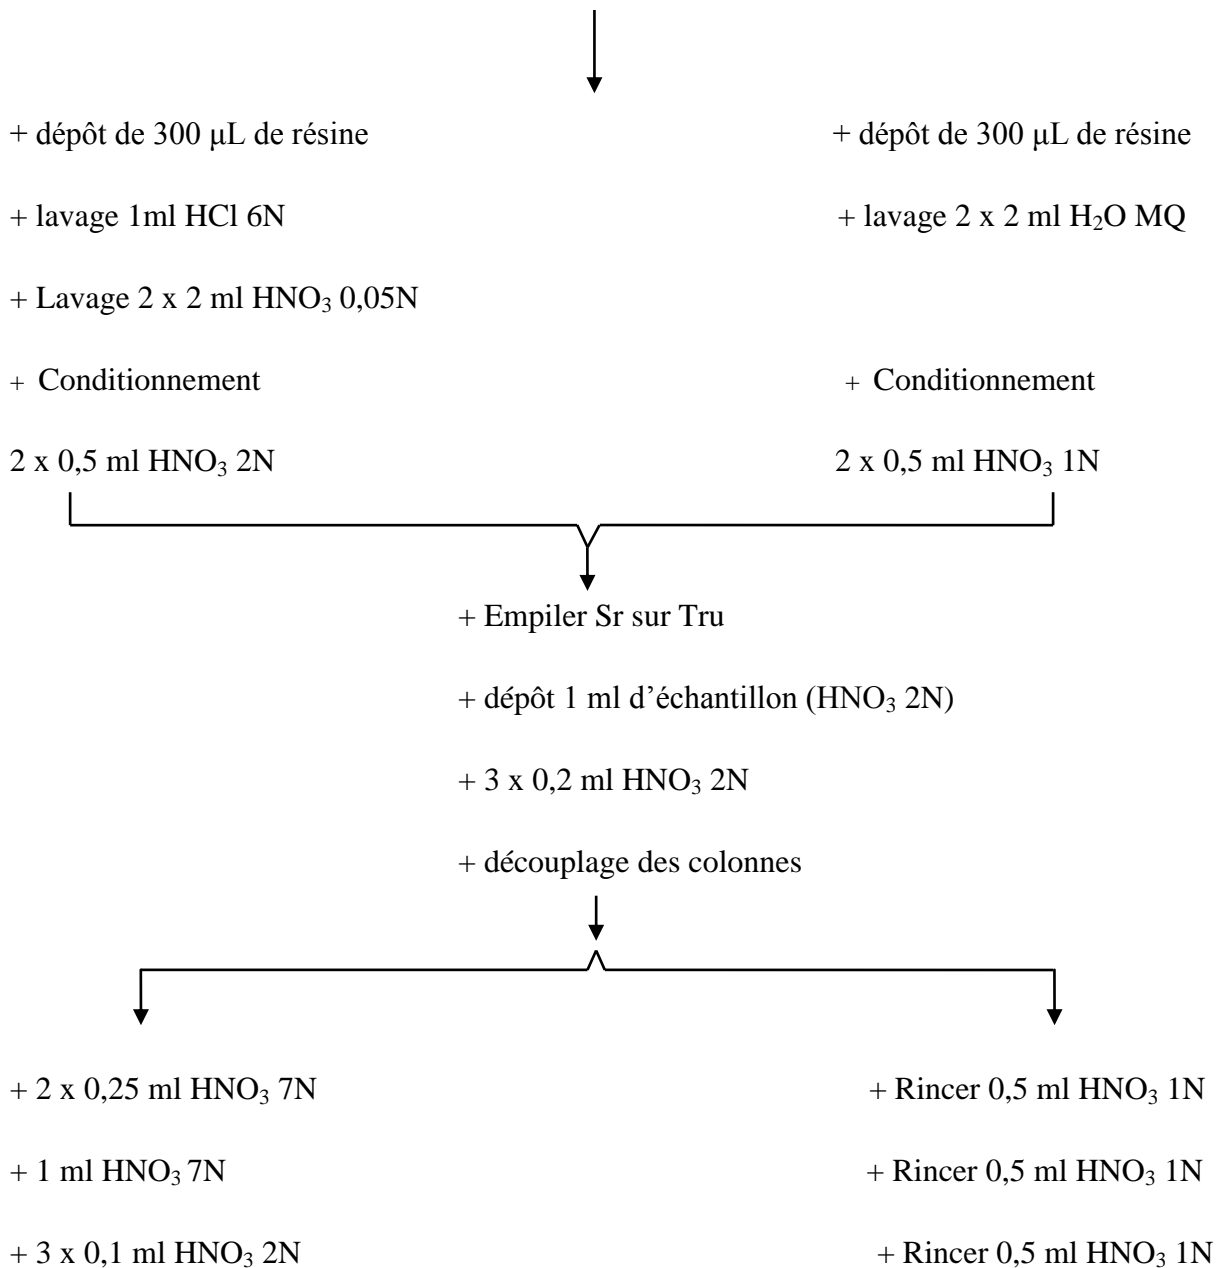 + dépôt de 300 μL de résine
+ dépôt de 300 μL de résine
+ lavage 1ml HCl 6N
+ lavage 2 x 2 ml H₂O MQ
+ Lavage 2 x 2 ml HNO₃ 0,05N
+ Conditionnement
+ Conditionnement
2 x 0,5 ml HNO₃ 2N
2 x 0,5 ml HNO₃ 1N
+ Empiler Sr sur Tru
+ dépôt 1 ml d’échantillon (HNO₃ 2N)
+ 3 x 0,2 ml HNO₃ 2N
+ découplage des colonnes
+ 2 x 0,25 ml HNO₃ 7N
+ Rincer 0,5 ml HNO₃ 1N
+ 1 ml HNO₃ 7N
+ Rincer 0,5 ml HNO₃ 1N
+ 3 x 0,1 ml HNO₃ 2N
+ Rincer 0,5 ml HNO₃ 1N